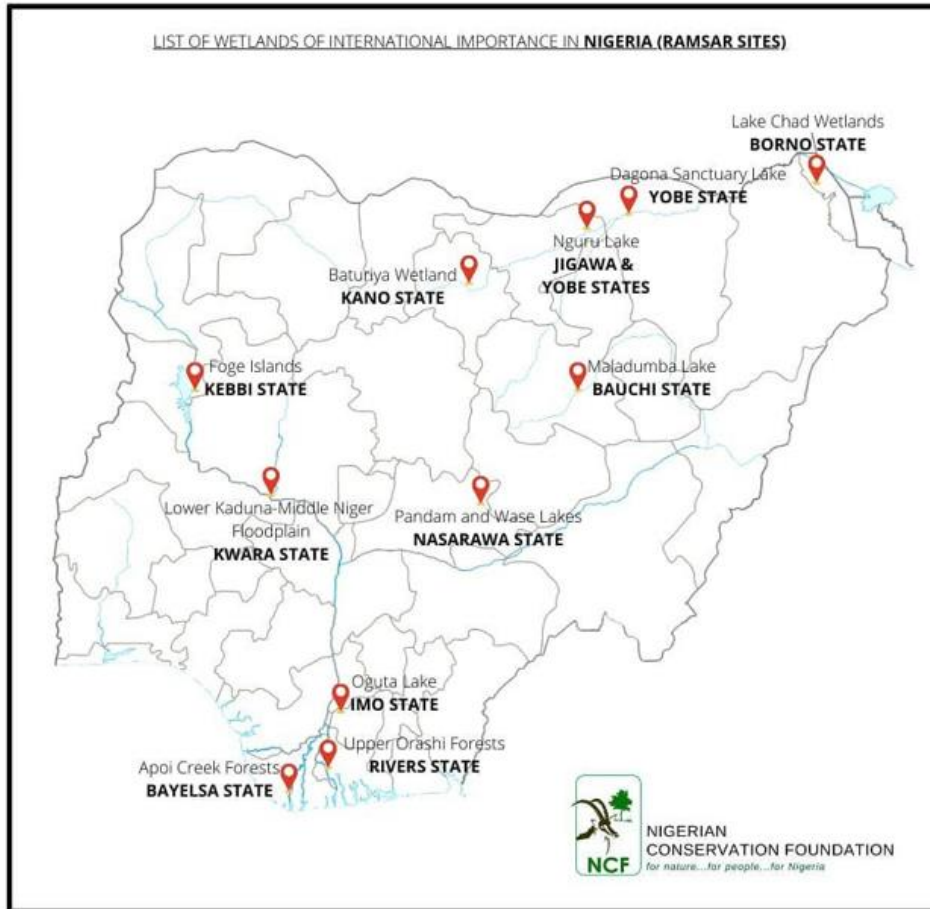 LIST OF WETLANDS OF INTERNATIONAL IMPORTANCE IN NIGERIA (RAMSAR SITES)
Lake Chad Wetlands
BORNO STATE
Dagona Sanctuary Lake
YOBE STATE
Nguru Lake
JIGAWA &
YOBE STATES
Baturiya Wetland
KANO STATE
Foge Islands
KEBBI STATE
Maladumba Lake
BAUCHI STATE
Lower Kaduna-Middle Niger
Floodplain
KWARA STATE
Pandam and Wase Lakes
NASARAWA STATE
Oguta Lake
IMO STATE
Upper Orashi Forests
RIVERS STATE
Apoi Creek Forests
BAYELSA STATE
NCF
NIGERIAN
CONSERVATION FOUNDATION
for nature...for people...for Nigeria